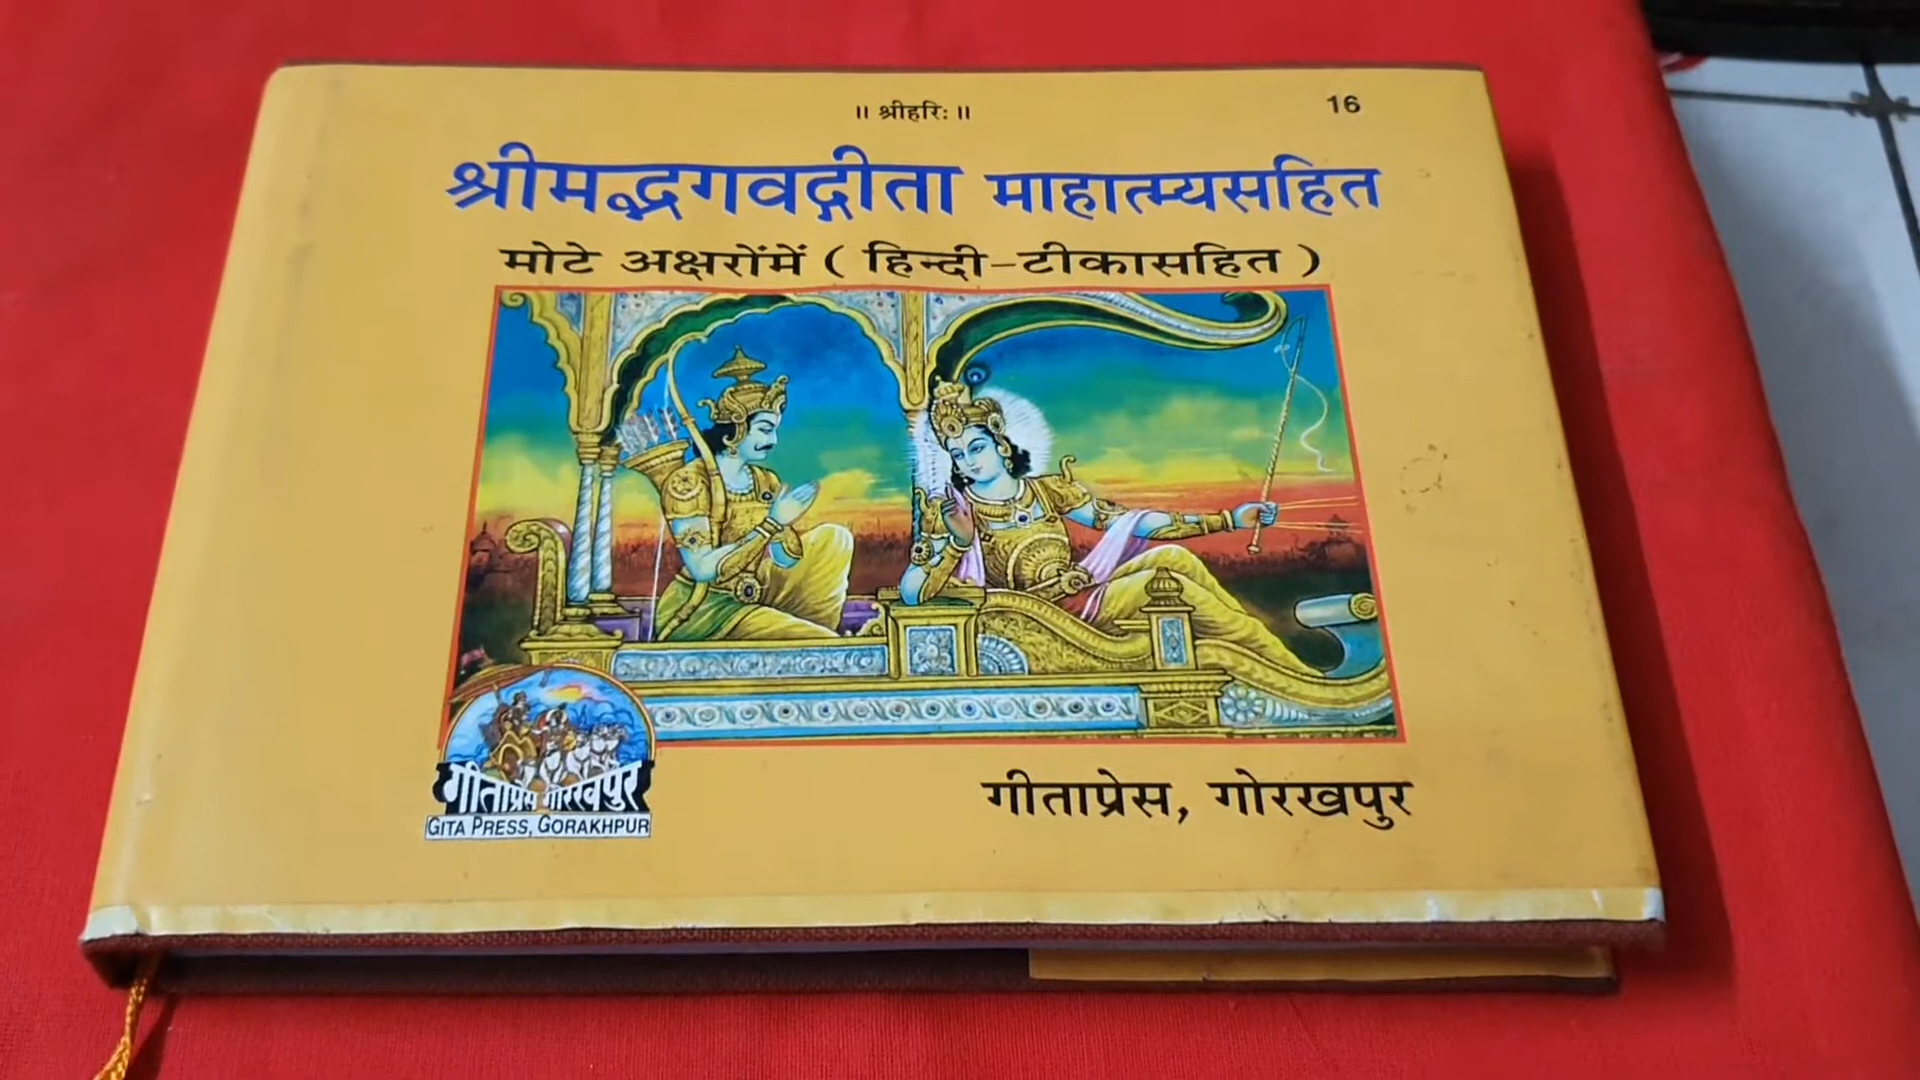 ॥ श्रीहरिः ॥
16
श्रीमद्भगवद्गीता माहात्म्यसहित
मोटे अक्षरोंमें ( हिन्दी-टीकासहित )
गीताप्रेस गोरखपुर
GITA PRESS, GORAKHPUR
गीताप्रेस, गोरखपुर